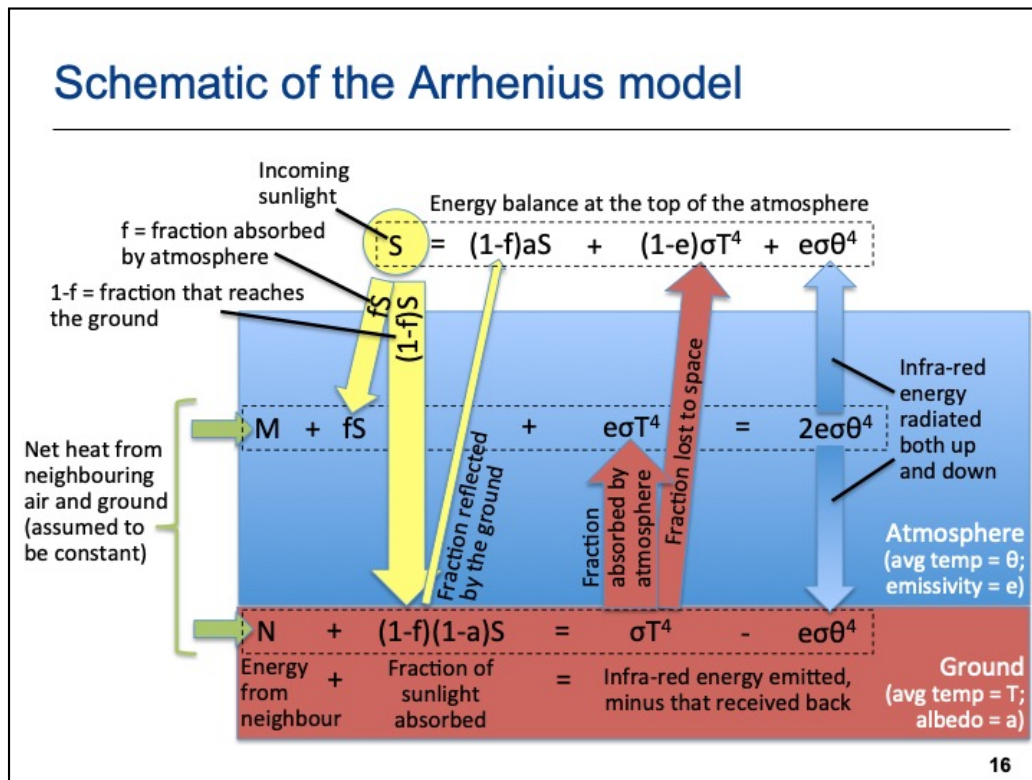 Schematic of the Arrhenius model
Incoming
sunlight
Energy balance at the top of the atmosphere
f = fraction absorbed
by atmosphere
S = (1-f)aS + (1-e)σT⁴ + eσθ⁴
1-f = fraction that reaches
the ground
fS
(1-f)S
Infra-red
energy
radiated
both up
and down
M + fS + eσT⁴ = 2eσθ⁴
Net heat from
neighbouring
air and ground
(assumed to
be constant)
Fraction reflected
by the ground
Fraction
absorbed by
atmosphere
Fraction lost to space
Atmosphere
(avg temp = θ;
emissivity = e)
N + (1-f)(1-a)S = σT⁴ - eσθ⁴
Energy
from
neighbour
+
Fraction of
sunlight
absorbed
=
Infra-red energy emitted,
minus that received back
Ground
(avg temp = T;
albedo = a)
16